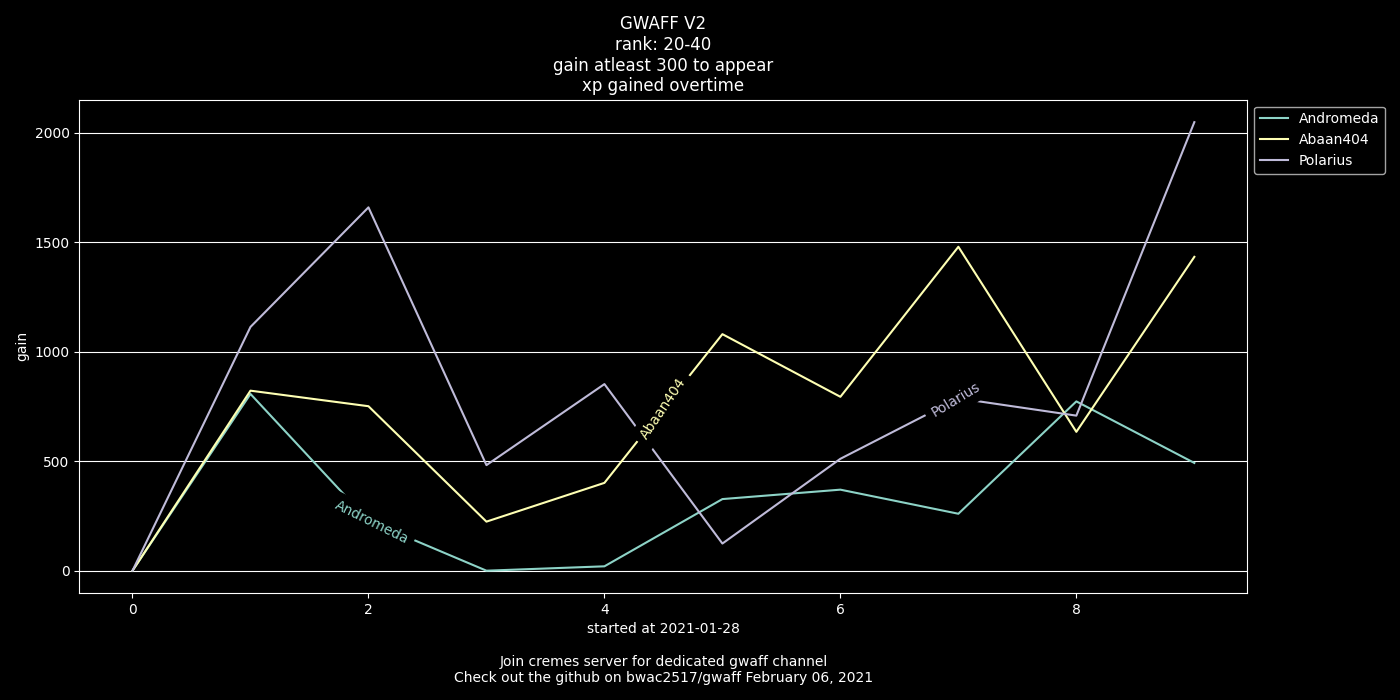 GWAFF V2
rank: 20-40
gain atleast 300 to appear
xp gained overtime
Andromeda
Abaan404
Polarius
2000
1500
1000
500
0
gain
Andromeda
Abaan404
Polarius
0 2 4 6 8
started at 2021-01-28
Join cremes server for dedicated gwaff channel
Check out the github on bwac2517/gwaff February 06, 2021